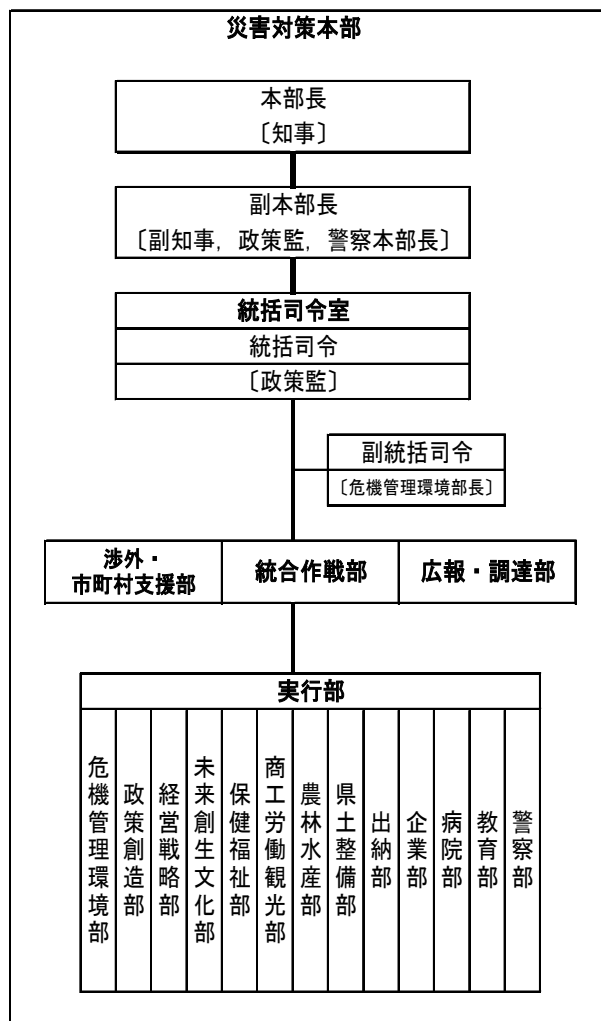 災害対策本部
本部長
〔知事〕
副本部長
〔副知事，政策監，警察本部長〕
統括司令室
統括司令
〔政策監〕
副統括司令
〔危機管理環境部長〕
渉外・
市町村支援部
統合作戦部
広報・調達部
実行部
危機管理環境部
政策創造部
経営戦略部
未来創生文化部
保健福祉部
商工労働観光部
農林水産部
県土整備部
出納部
企業部
病院部
教育部
警察部